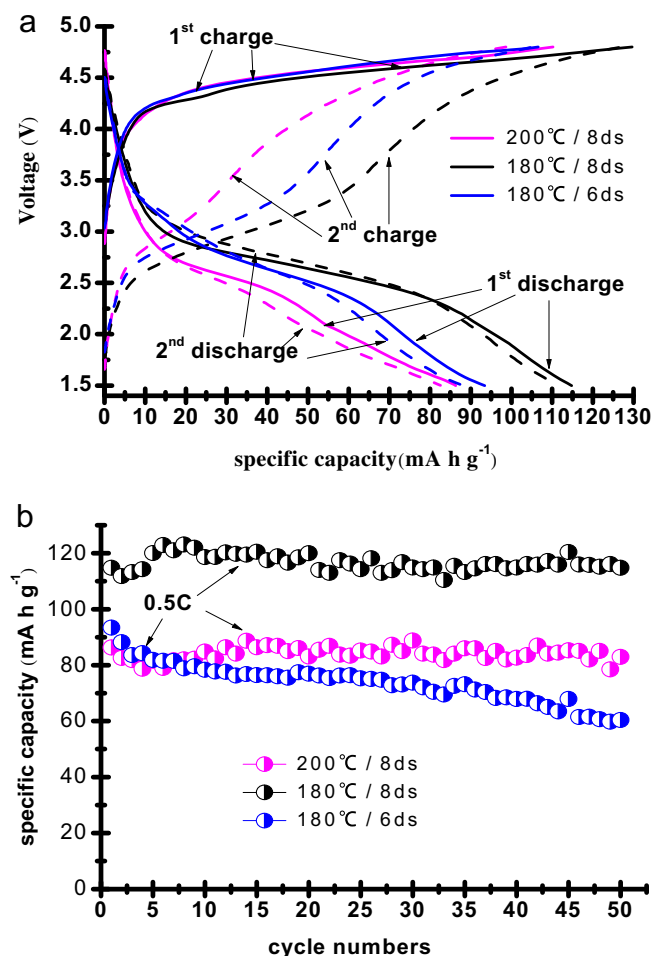 a
5.0
4.5
4.0
3.5
3.0
2.5
2.0
1.5
Voltage (V)
1st charge
200℃ / 8ds
180℃ / 8ds
180℃ / 6ds
2nd charge
1st discharge
2nd discharge
0 10 20 30 40 50 60 70 80 90 100 110 120 130
specific capacity(mA h g-1)
b
120
100
80
60
40
20
0
specific capacity (mA h g-1)
0.5C
200℃ / 8ds
180℃ / 8ds
180℃ / 6ds
0 5 10 15 20 25 30 35 40 45 50
cycle numbers